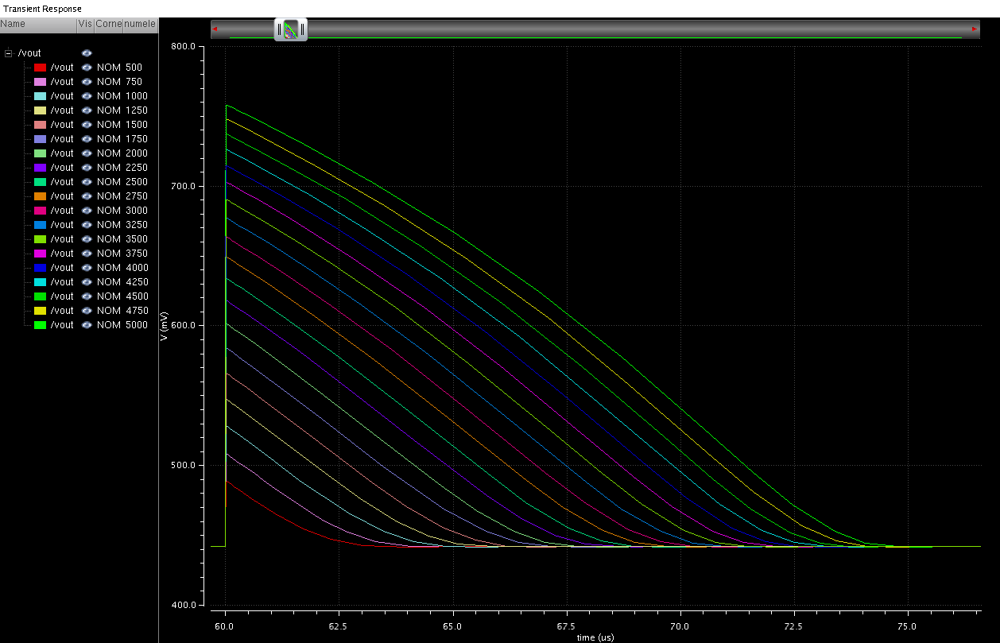 Transient Response
Name Vis Corne numele
/vout
/vout NOM 500
/vout NOM 750
/vout NOM 1000
/vout NOM 1250
/vout NOM 1500
/vout NOM 1750
/vout NOM 2000
/vout NOM 2250
/vout NOM 2500
/vout NOM 2750
/vout NOM 3000
/vout NOM 3250
/vout NOM 3500
/vout NOM 3750
/vout NOM 4000
/vout NOM 4250
/vout NOM 4500
/vout NOM 4750
/vout NOM 5000
800.0
700.0
600.0
500.0
400.0
V (mV)
60.0 62.5 65.0 67.5 70.0 72.5 75.0
time (us)